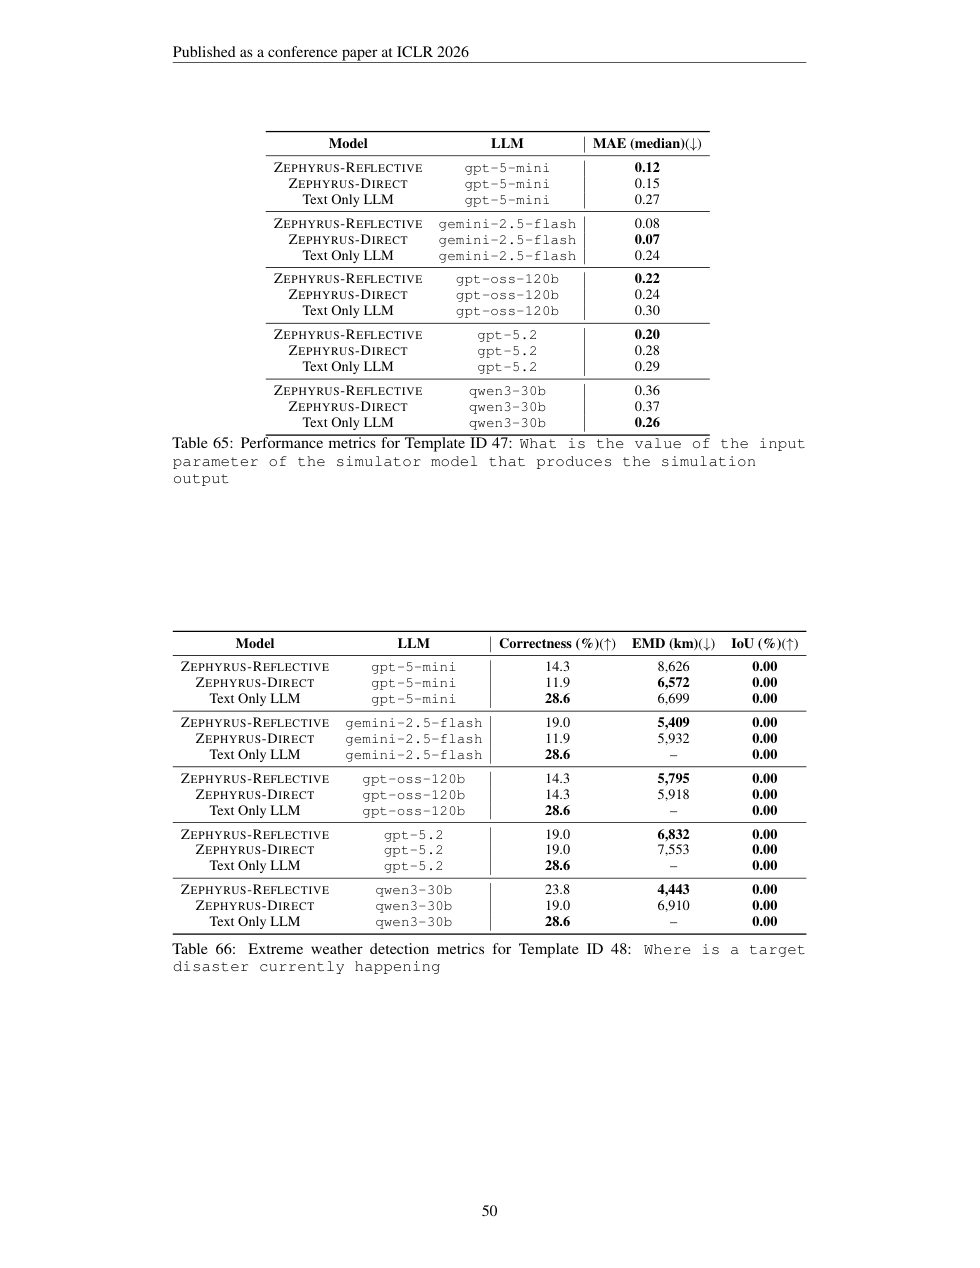 Published as a conference paper at ICLR 2026
Model LLM MAE (median)(↓)
ZEPHYRUS-REFLECTIVE gpt-5-mini 0.12
ZEPHYRUS-DIRECT gpt-5-mini 0.15
Text Only LLM gpt-5-mini 0.27
ZEPHYRUS-REFLECTIVE gemini-2.5-flash 0.08
ZEPHYRUS-DIRECT gemini-2.5-flash 0.07
Text Only LLM gemini-2.5-flash 0.24
ZEPHYRUS-REFLECTIVE gpt-oss-120b 0.22
ZEPHYRUS-DIRECT gpt-oss-120b 0.24
Text Only LLM gpt-oss-120b 0.30
ZEPHYRUS-REFLECTIVE gpt-5.2 0.20
ZEPHYRUS-DIRECT gpt-5.2 0.28
Text Only LLM gpt-5.2 0.29
ZEPHYRUS-REFLECTIVE qwen3-30b 0.36
ZEPHYRUS-DIRECT qwen3-30b 0.37
Text Only LLM qwen3-30b 0.26
Table 65: Performance metrics for Template ID 47: What is the value of the input
parameter of the simulator model that produces the simulation
output
Model LLM Correctness (%)(↑) EMD (km)(↓) IoU (%)(↑)
ZEPHYRUS-REFLECTIVE gpt-5-mini 14.3 8,626 0.00
ZEPHYRUS-DIRECT gpt-5-mini 11.9 6,572 0.00
Text Only LLM gpt-5-mini 28.6 6,699 0.00
ZEPHYRUS-REFLECTIVE gemini-2.5-flash 19.0 5,409 0.00
ZEPHYRUS-DIRECT gemini-2.5-flash 11.9 5,932 0.00
Text Only LLM gemini-2.5-flash 28.6 – 0.00
ZEPHYRUS-REFLECTIVE gpt-oss-120b 14.3 5,795 0.00
ZEPHYRUS-DIRECT gpt-oss-120b 14.3 5,918 0.00
Text Only LLM gpt-oss-120b 28.6 – 0.00
ZEPHYRUS-REFLECTIVE gpt-5.2 19.0 6,832 0.00
ZEPHYRUS-DIRECT gpt-5.2 19.0 7,553 0.00
Text Only LLM gpt-5.2 28.6 – 0.00
ZEPHYRUS-REFLECTIVE qwen3-30b 23.8 4,443 0.00
ZEPHYRUS-DIRECT qwen3-30b 19.0 6,910 0.00
Text Only LLM qwen3-30b 28.6 – 0.00
Table 66: Extreme weather detection metrics for Template ID 48: Where is a target
disaster currently happening
50